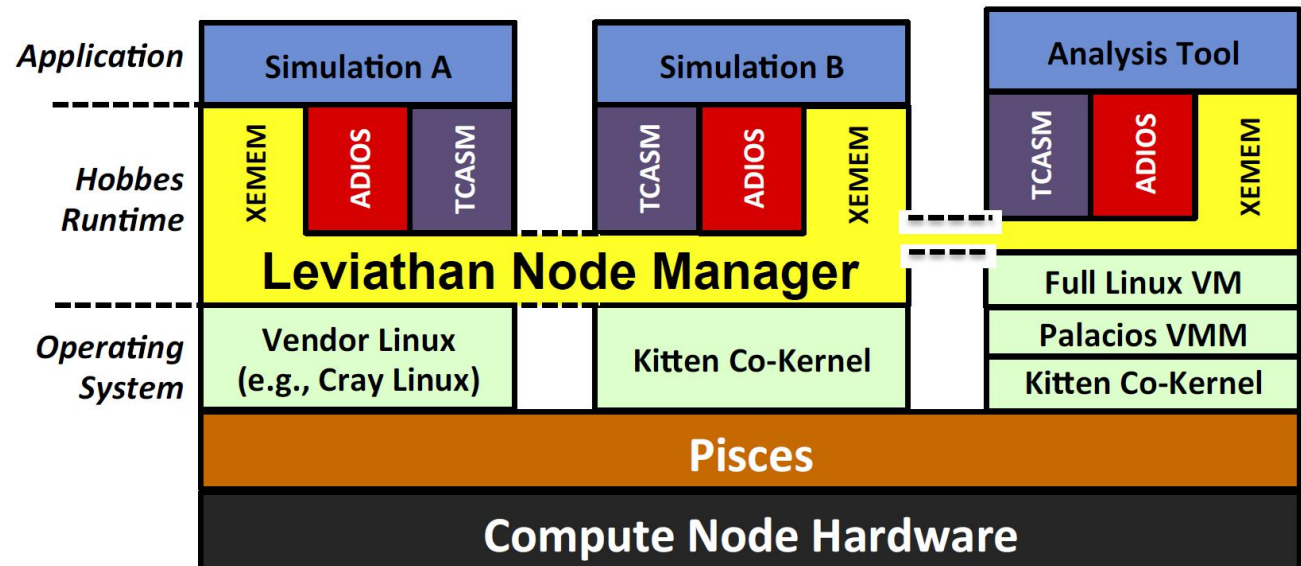 Application
Simulation A
Simulation B
Analysis Tool
Hobbes
Runtime
XEMEM
ADIOS
TCASM
TCASM
ADIOS
XEMEM
TCASM
ADIOS
XEMEM
Leviathan Node Manager
Operating
System
Vendor Linux
(e.g., Cray Linux)
Kitten Co-Kernel
Full Linux VM
Palacios VMM
Kitten Co-Kernel
Pisces
Compute Node Hardware